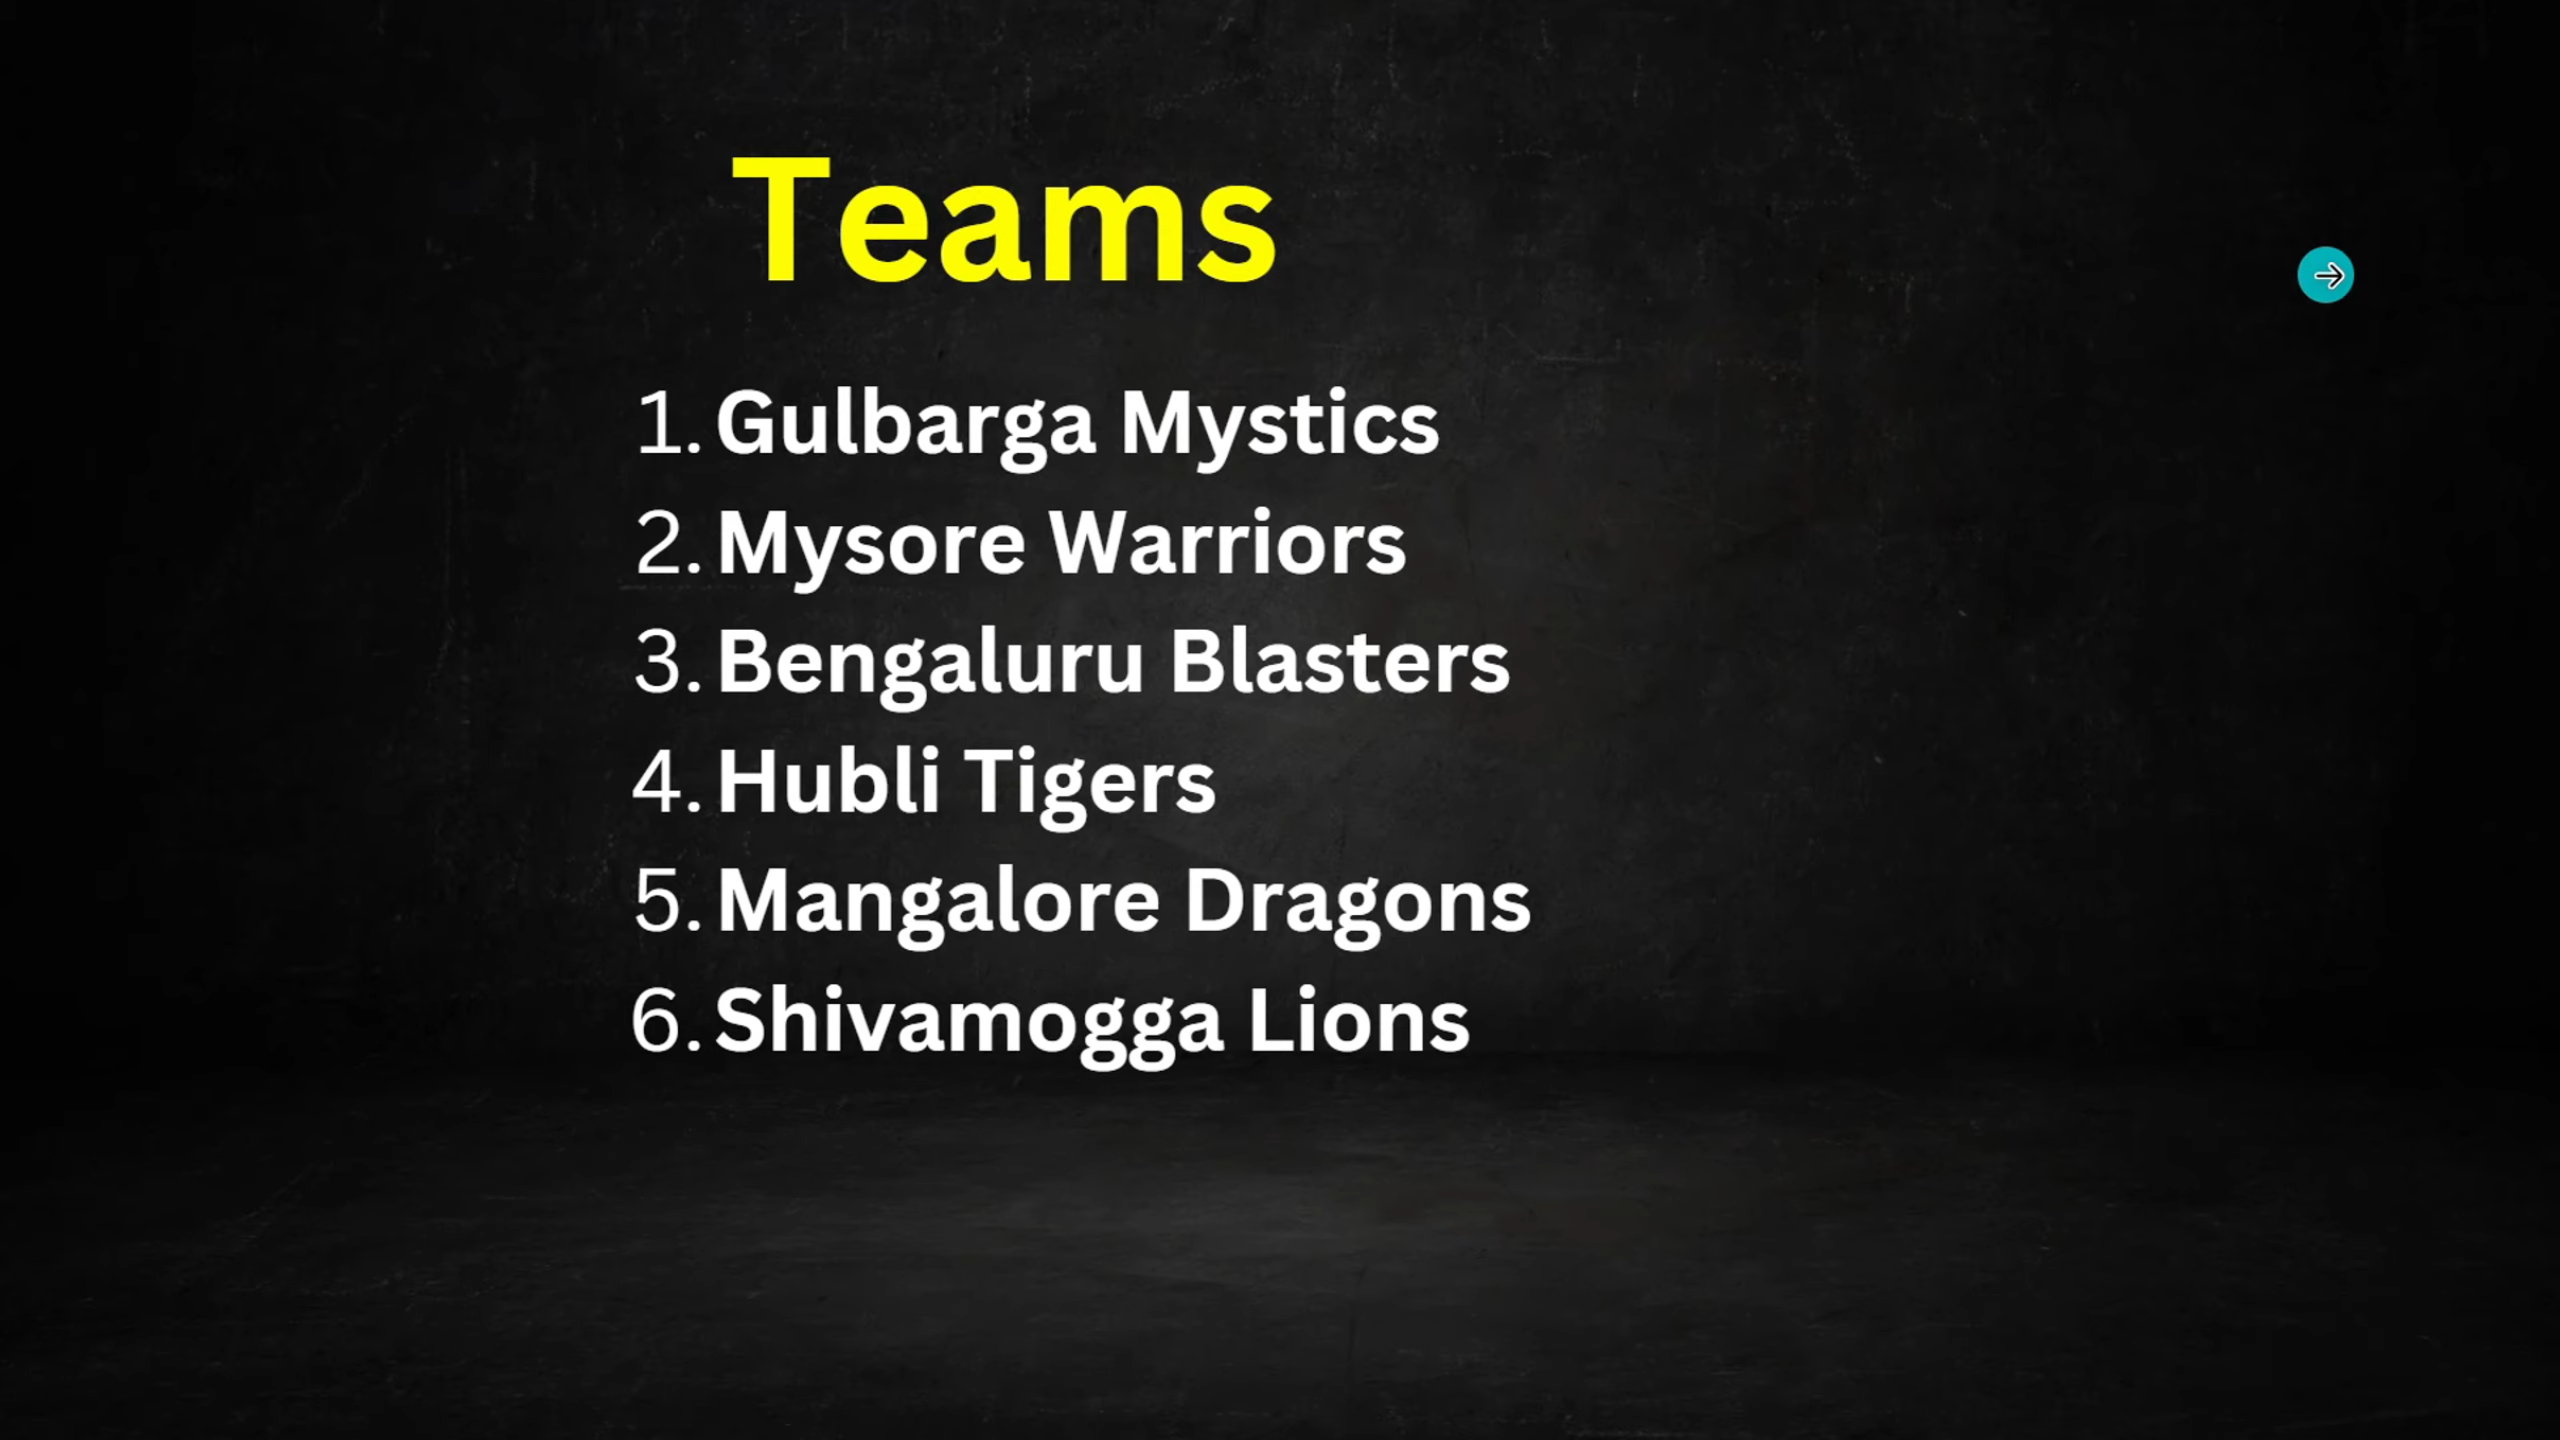 Teams
1. Gulbarga Mystics
2. Mysore Warriors
3. Bengaluru Blasters
4. Hubli Tigers
5. Mangalore Dragons
6. Shivamogga Lions